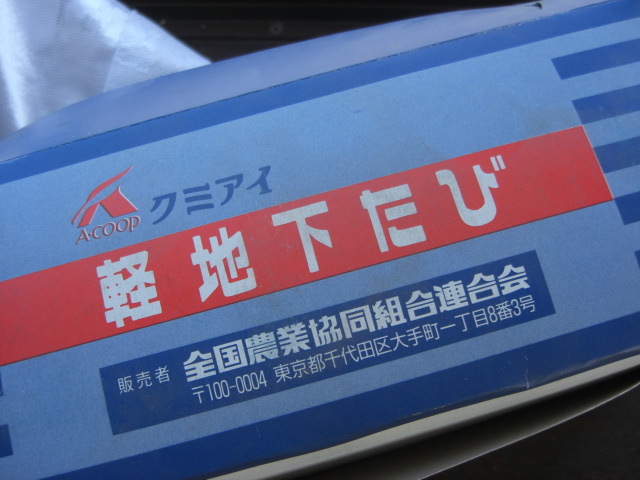 A·COOP クミアイ
軽地下たび
販売者 全国農業協同組合連合会
〒100-0004 東京都千代田区大手町一丁目8番3号